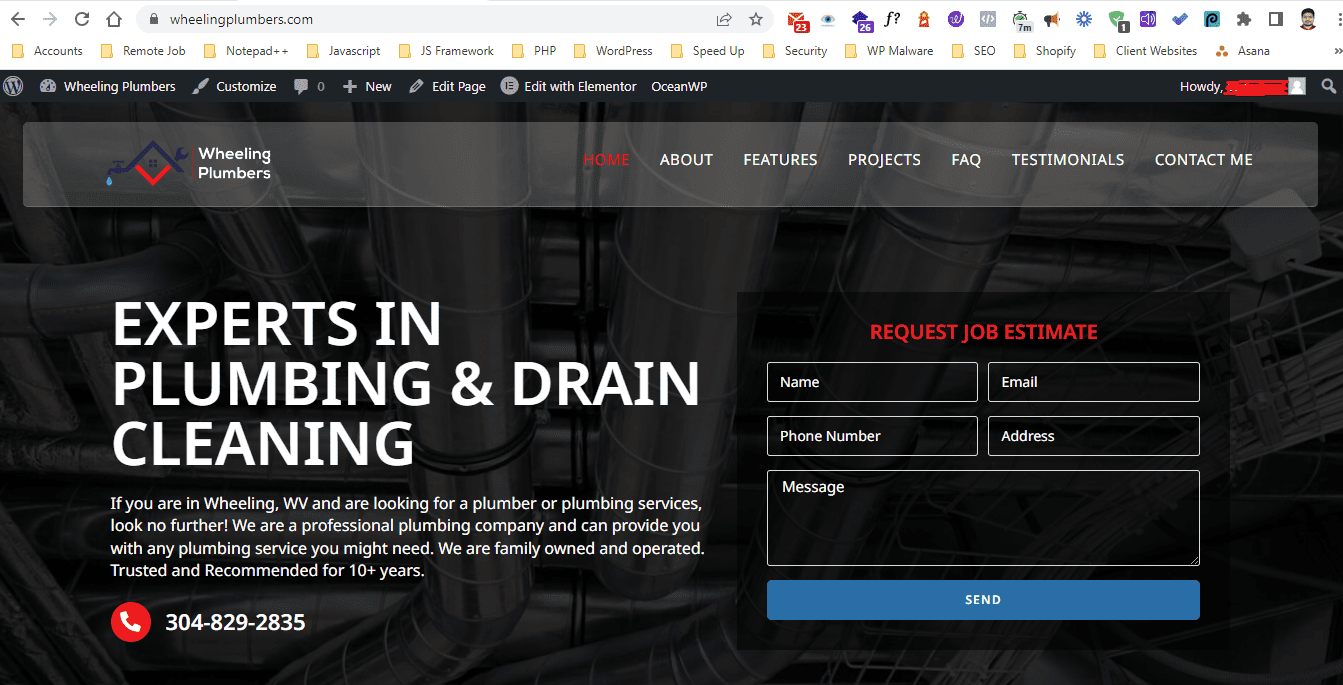 wheelingplumbers.com
23
26
f?
7m
1
Accounts
Remote Job
Notepad++
Javascript
JS Framework
PHP
WordPress
Speed Up
Security
WP Malware
SEO
Shopify
Client Websites
Asana
»
Wheeling Plumbers
Customize
0
New
Edit Page
Edit with Elementor
OceanWP
Howdy,
Wheeling
Plumbers
HOME
ABOUT
FEATURES
PROJECTS
FAQ
TESTIMONIALS
CONTACT ME
EXPERTS IN
PLUMBING & DRAIN
CLEANING
If you are in Wheeling, WV and are looking for a plumber or plumbing services,
look no further! We are a professional plumbing company and can provide you
with any plumbing service you might need. We are family owned and operated.
Trusted and Recommended for 10+ years.
304-829-2835
REQUEST JOB ESTIMATE
Name
Email
Phone Number
Address
Message
SEND